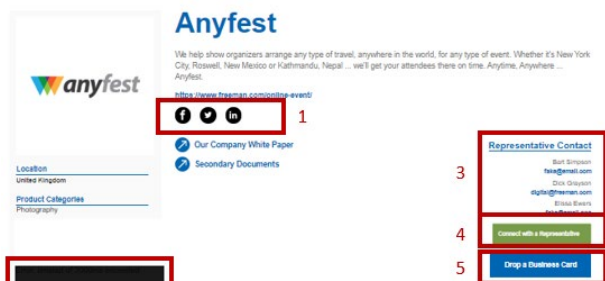 Anyfest
We help show organizers arrange any type of travel, anywhere in the world, for any type of event. Whether it's New York
City, Roswell, New Mexico or Kathmandu, Nepal ... we'll get your attendees there on time. Anytime, Anywhere ...
Anyfest.
https://www.freeman.com/online-event/
anyfest
1
Our Company White Paper
Secondary Documents
Location
United Kingdom
Product Categories
Photography
Representative Contact
Bart Simpson
fake@email.com
Dick Grayson
digital@freeman.com
Elissa Ewers
3
4
Connect with a Representative
5
Drop a Business Card